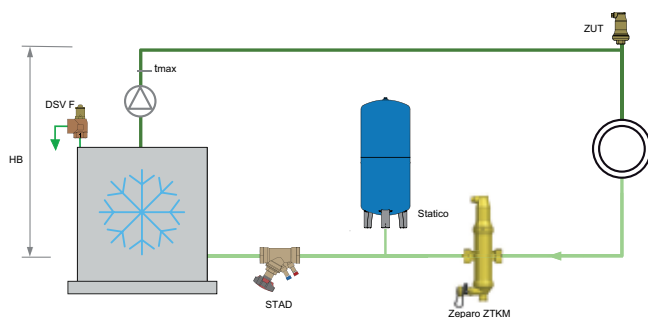 ZUT
tmax
DSV F
HB
Statico
STAD
Zeparo ZTKM